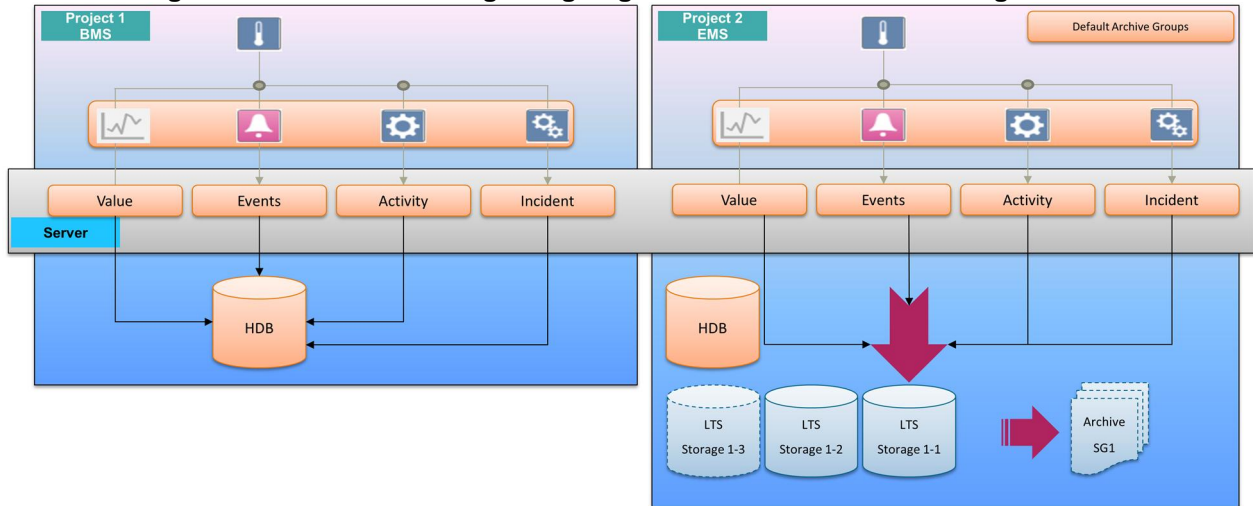 Project 1
BMS
Value
Events
Activity
Incident
Server
HDB
Project 2
EMS
Default Archive Groups
Value
Events
Activity
Incident
HDB
LTS
Storage 1-3
LTS
Storage 1-2
LTS
Storage 1-1
Archive
SG1